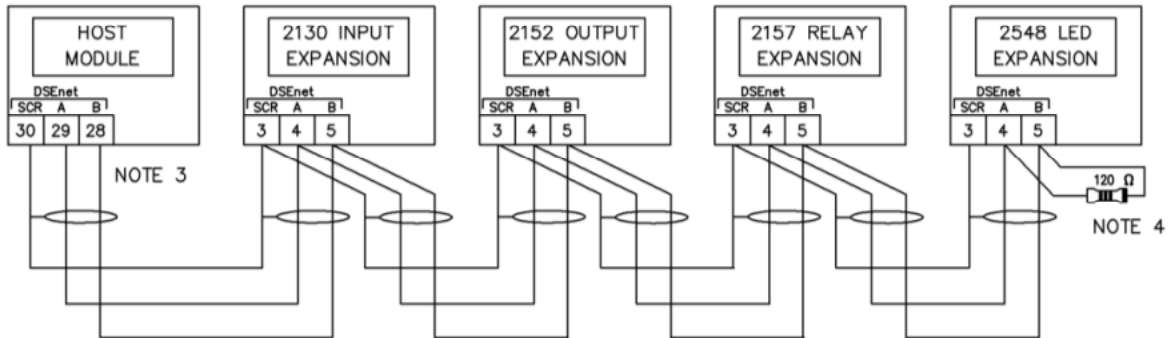 HOST
MODULE
DSEnet
SCR A B
30 29 28
NOTE 3
2130 INPUT
EXPANSION
DSEnet
SCR A B
3 4 5
2152 OUTPUT
EXPANSION
DSEnet
SCR A B
3 4 5
2157 RELAY
EXPANSION
DSEnet
SCR A B
3 4 5
2548 LED
EXPANSION
DSEnet
SCR A B
3 4 5
120 Ω
NOTE 4